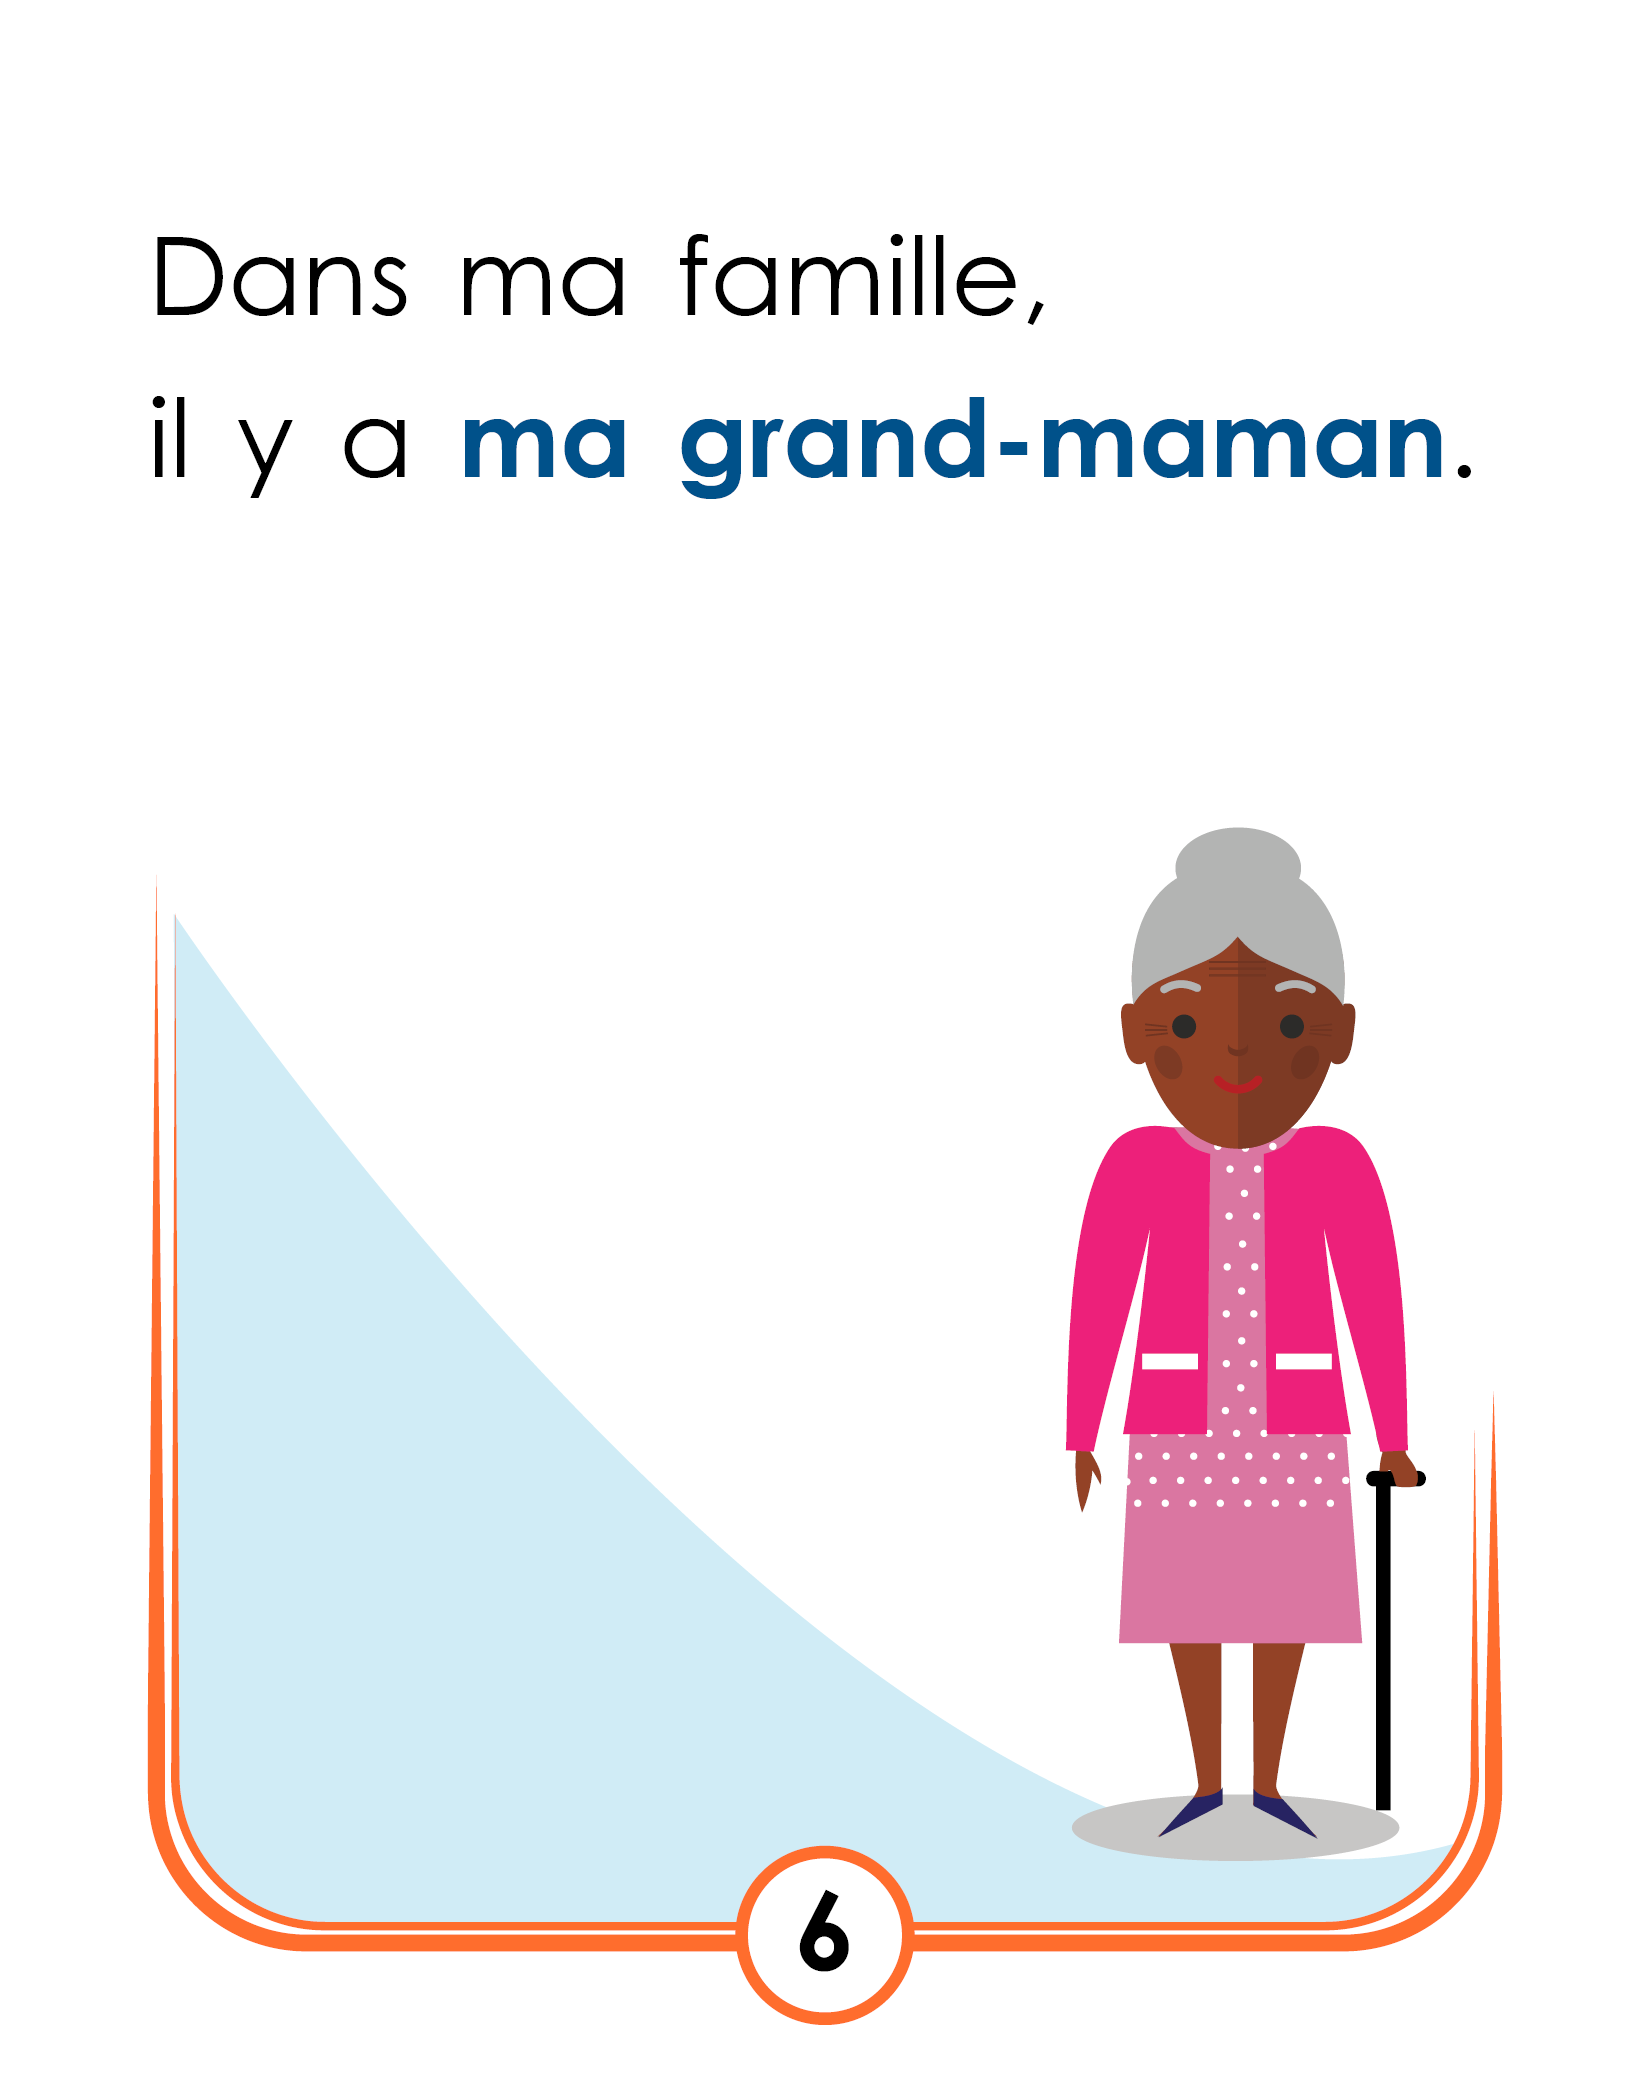 Dans ma famille,
il y a ma grand-maman.
6